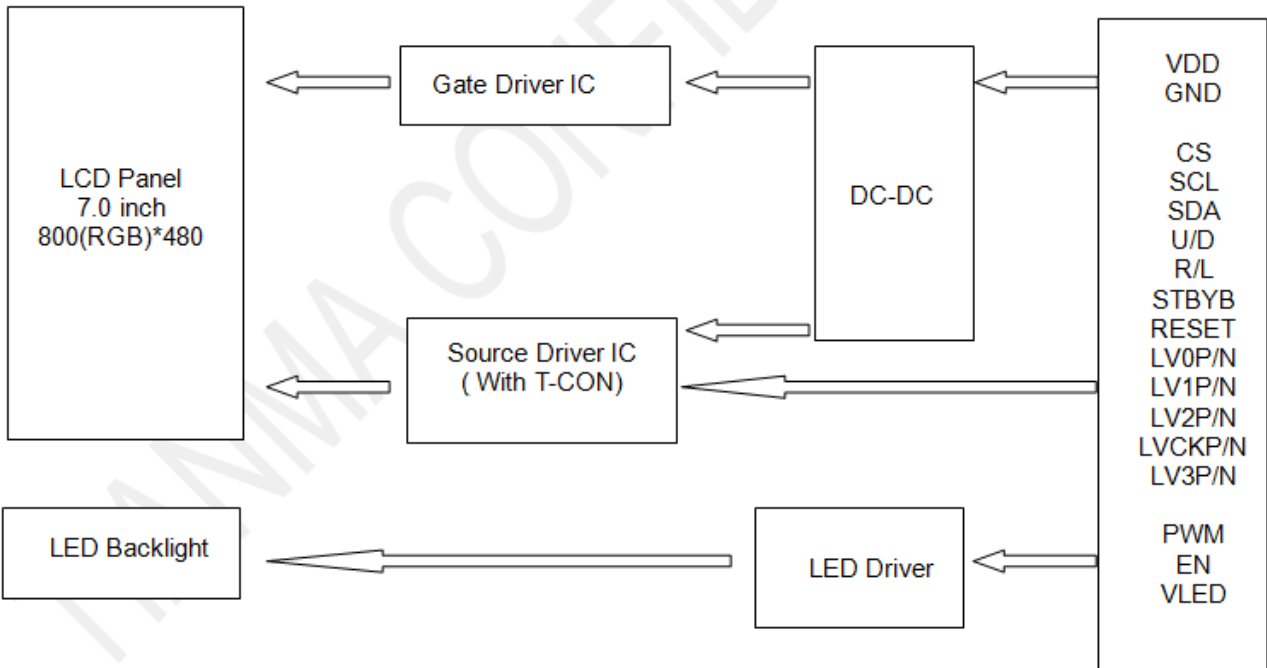 LCD Panel
7.0 inch
800(RGB)*480
Gate Driver IC
DC-DC
Source Driver IC
( With T-CON)
LED Backlight
LED Driver
VDD
GND
CS
SCL
SDA
U/D
R/L
STBYB
RESET
LV0P/N
LV1P/N
LV2P/N
LVCKP/N
LV3P/N
PWM
EN
VLED